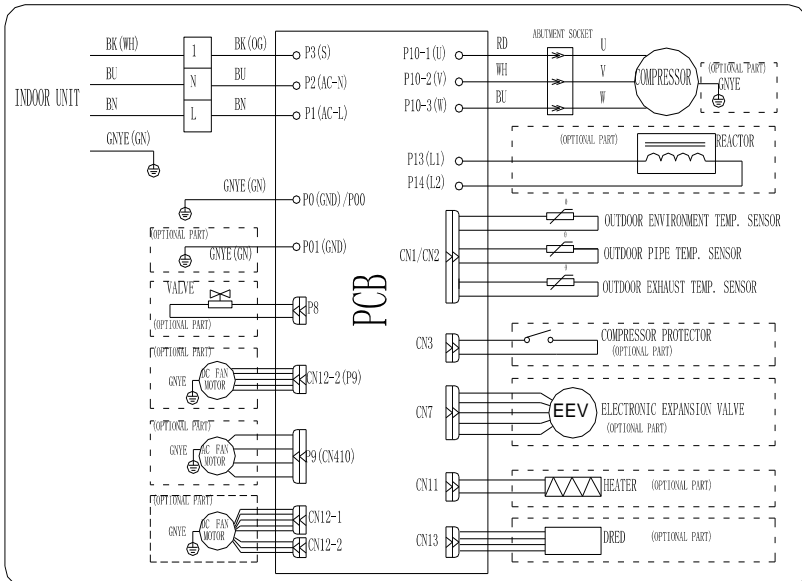 INDOOR UNIT
BK(WH)
BU
BN
GNYE(GN)
1
N
L
BK(OG)
BU
BN
P3(S)
P2(AC-N)
P1(AC-L)
GNYE(GN)
P0(GND)/P00
(OPTIONAL PART)
GNYE(GN)
P01(GND)
VALVE
(OPTIONAL PART)
P8
(OPTIONAL PART)
GNYE
DC FAN
MOTOR
CN12-2(P9)
(OPTIONAL PART)
GNYE
AC FAN
MOTOR
P9(CN410)
(OPTIONAL PART)
GNYE
DC FAN
MOTOR
CN12-1
CN12-2
PCB
P10-1(U)
P10-2(V)
P10-3(W)
RD
WH
BU
ABUTMENT SOCKET
U
V
W
COMPRESSOR
(OPTIONAL PART)
GNYE
(OPTIONAL PART)
REACTOR
P13(L1)
P14(L2)
CN1/CN2
OUTDOOR ENVIRONMENT TEMP. SENSOR
OUTDOOR PIPE TEMP. SENSOR
OUTDOOR EXHAUST TEMP. SENSOR
CN3
COMPRESSOR PROTECTOR
(OPTIONAL PART)
CN7
EEV
ELECTRONIC EXPANSION VALVE
(OPTIONAL PART)
CN11
HEATER (OPTIONAL PART)
CN13
DRED (OPTIONAL PART)